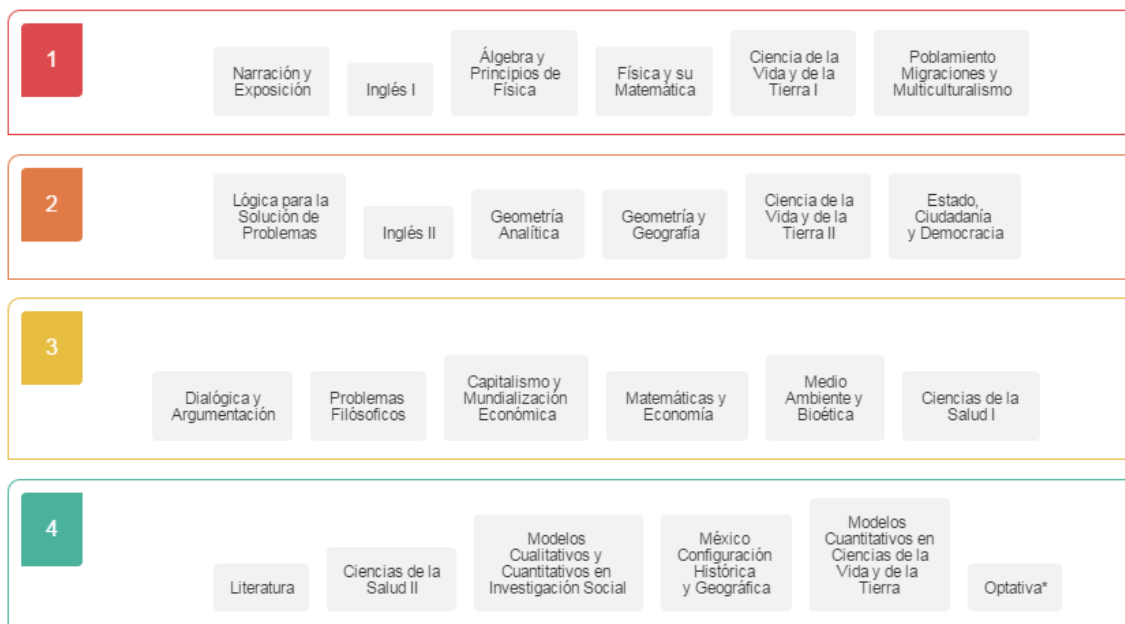 1
Narración y
Exposición
Inglés I
Álgebra y
Principios de
Física
Física y su
Matemática
Ciencia de la
Vida y de la
Tierra I
Poblamiento
Migraciones y
Multiculturalismo
2
Lógica para la
Solución de
Problemas
Inglés II
Geometría
Analítica
Geometría y
Geografía
Ciencia de la
Vida y de la
Tierra II
Estado,
Ciudadanía
y Democracia
3
Dialógica y
Argumentación
Problemas
Filósoficos
Capitalismo y
Mundialización
Económica
Matemáticas y
Economía
Medio
Ambiente y
Bioética
Ciencias de la
Salud I
4
Literatura
Ciencias de la
Salud II
Modelos
Cualitativos y
Cuantitativos en
Investigación Social
México
Configuración
Histórica
y Geográfica
Modelos
Cuantitativos en
Ciencias de la
Vida y de la
Tierra
Optativa*